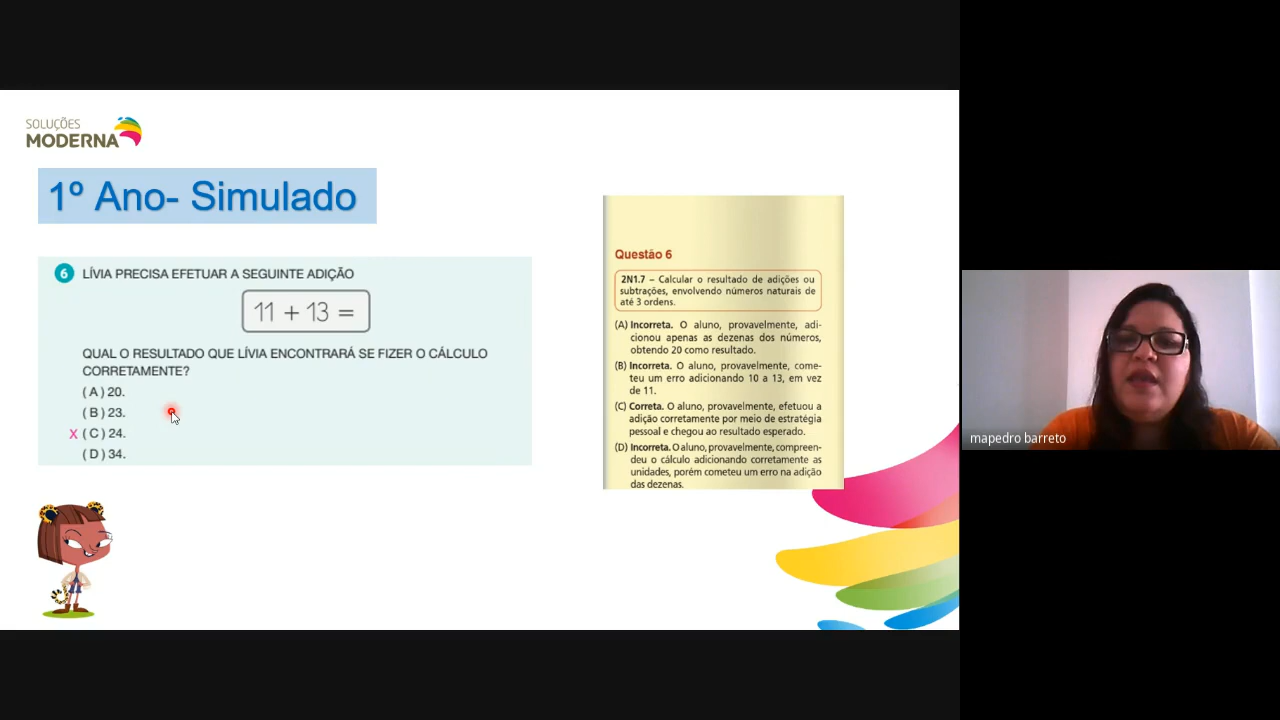 SOLUÇÕES
MODERNA
1º Ano- Simulado
6 LÍVIA PRECISA EFETUAR A SEGUINTE ADIÇÃO
11 + 13 =
QUAL O RESULTADO QUE LÍVIA ENCONTRARÁ SE FIZER O CÁLCULO
CORRETAMENTE?
( A ) 20.
( B ) 23.
X ( C ) 24.
( D ) 34.
Questão 6
2N1.7 – Calcular o resultado de adições ou
subtrações, envolvendo números naturais de
até 3 ordens.
(A) Incorreta. O aluno, provavelmente, adi-
cionou apenas as dezenas dos números,
obtendo 20 como resultado.
(B) Incorreta. O aluno, provavelmente, come-
teu um erro adicionando 10 a 13, em vez
de 11.
(C) Correta. O aluno, provavelmente, efetuou a
adição corretamente por meio de estratégia
pessoal e chegou ao resultado esperado.
(D) Incorreta. O aluno, provavelmente, compreen-
deu o cálculo adicionando corretamente as
unidades, porém cometeu um erro na adição
das dezenas.
mapedro barreto